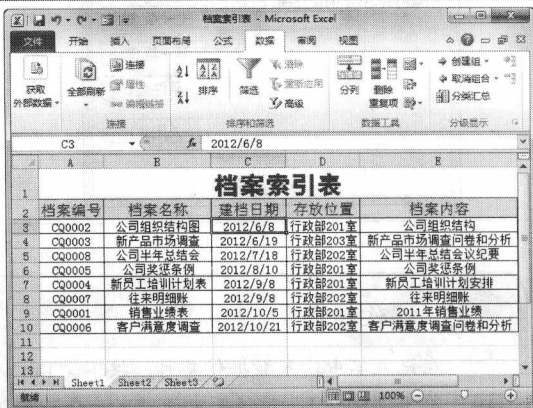 档案索引表 - Microsoft Excel
文件 开始 插入 页面布局 公式 数据 审阅 视图
获取 外部数据
全部刷新
连接
属性
编辑链接
连接
排序
筛选
清除
重新应用
高级
排序和筛选
分列
删除 重复项
数据工具
创建组
取消组合
分类汇总
分级显示
C3 fx 2012/6/8
A B C D E
1 档案索引表
2 档案编号 档案名称 建档日期 存放位置 档案内容
3 CQ0002 公司组织结构图 2012/6/8 行政部201室 公司组织结构
4 CQ0003 新产品市场调查 2012/6/19 行政部203室 新产品市场调查问卷和分析
5 CQ0008 公司半年总结会 2012/7/18 行政部202室 公司半年总结会议纪要
6 CQ0005 公司奖惩条例 2012/8/10 行政部201室 公司奖惩条例
7 CQ0004 新员工培训计划表 2012/9/8 行政部201室 新员工培训计划安排
8 CQ0007 往来明细账 2012/9/8 行政部202室 往来明细账
9 CQ0001 销售业绩表 2012/10/5 行政部201室 2011年销售业绩
10 CQ0006 客户满意度调查 2012/10/21 行政部202室 客户满意度调查问卷和分析
11
12
13
Sheet1 Sheet2 Sheet3
就绪 100%